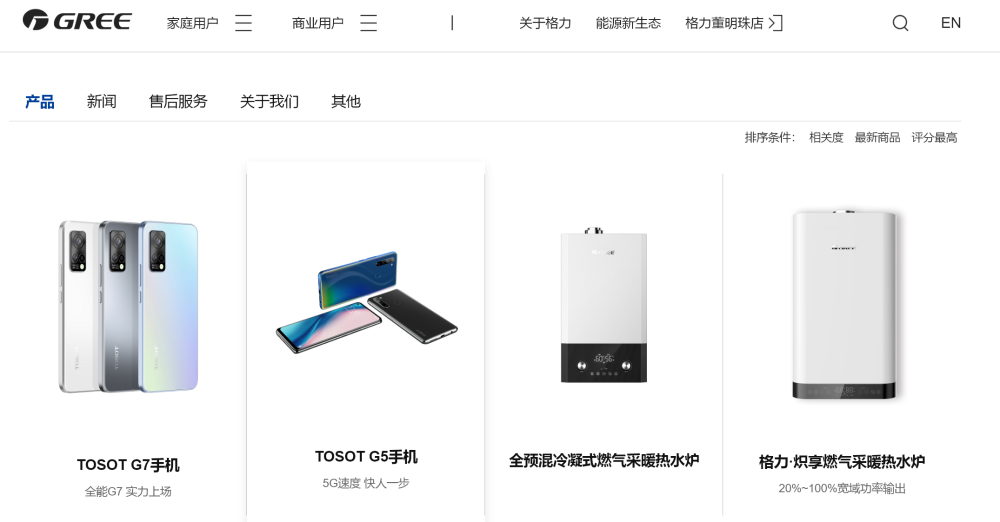 GREE 家庭用户 商业用户 | 关于格力 能源新生态 格力董明珠店 EN
产品 新闻 售后服务 关于我们 其他
排序条件： 相关度 最新商品 评分最高
TOSOT
GREE
TOSOT G7手机
全能G7 实力上场
TOSOT G5手机
5G速度 快人一步
全预混冷凝式燃气采暖热水炉
格力·炽享燃气采暖热水炉
20%~100%宽域功率输出